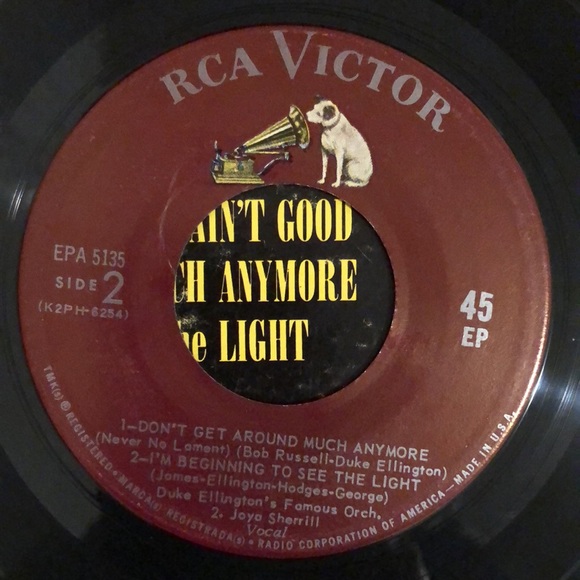 RCA VICTOR
AIN'T GOOD
CH ANYMORE
he LIGHT
EPA 5135
SIDE 2
(K2PH-6254)
45
EP
1-DON'T GET AROUND MUCH ANYMORE
(Never No Lament) (Bob Russell-Duke Ellington)
2-I'M BEGINNING TO SEE THE LIGHT
(James-Ellington-Hodges-George)
Duke Ellington's Famous Orch.
2- Joya Sherrill
Vocal
TMK(s) ® REGISTERED • MARCA(s) REGISTRADA(s) • RADIO CORPORATION OF AMERICA—MADE IN U.S.A.